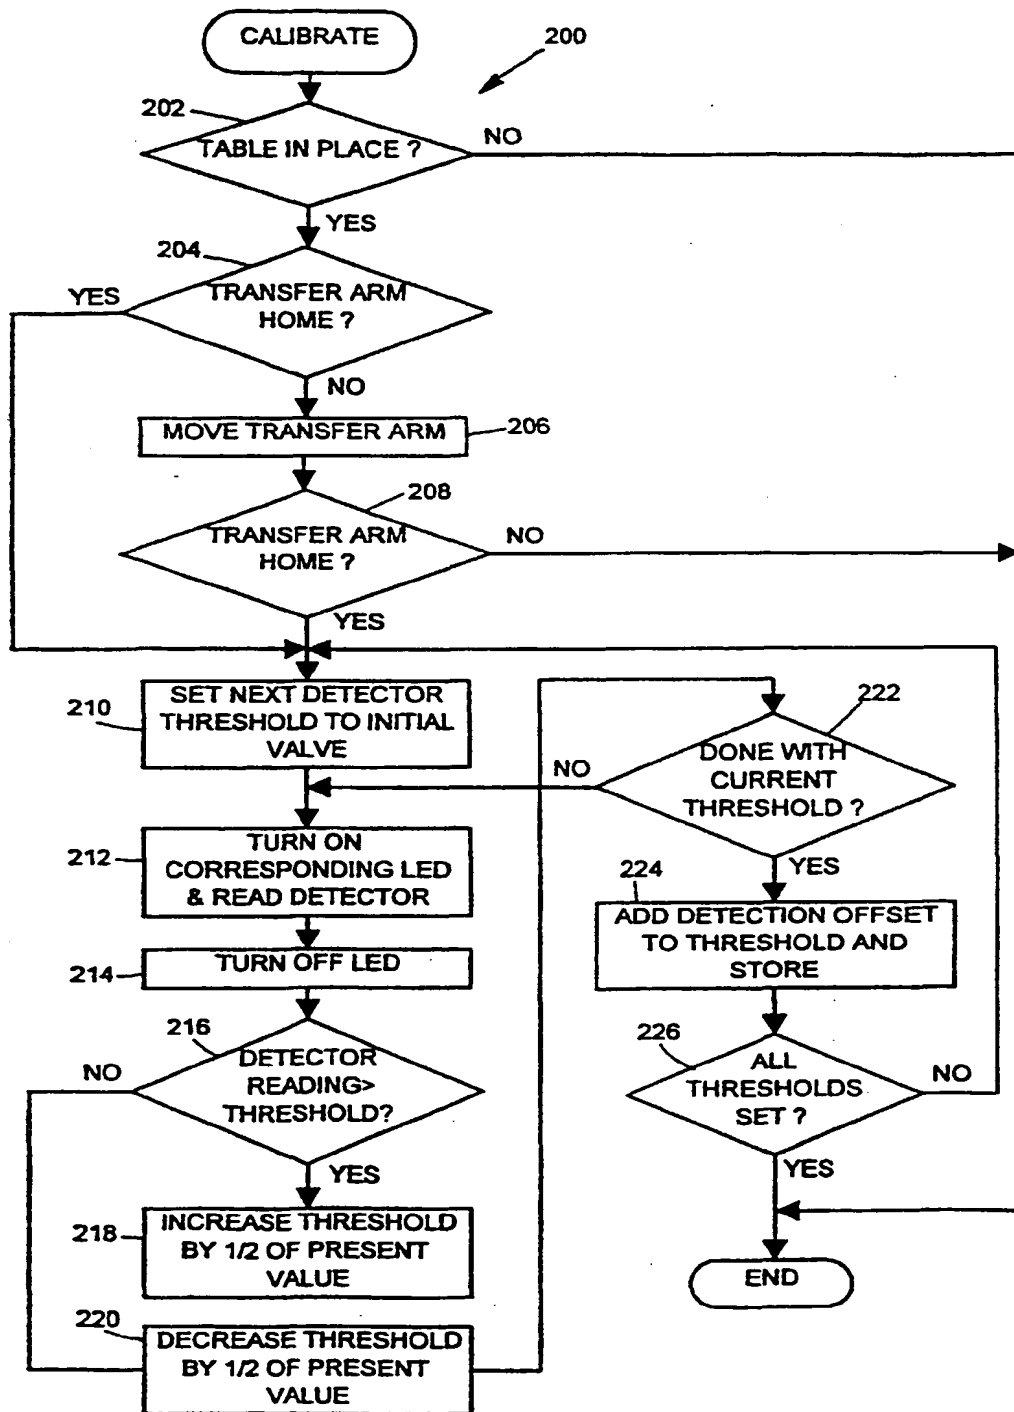 CALIBRATE
200
202
TABLE IN PLACE ?
NO
YES
204
YES
TRANSFER ARM
HOME ?
NO
MOVE TRANSFER ARM
206
208
TRANSFER ARM
HOME ?
NO
YES
210
SET NEXT DETECTOR
THRESHOLD TO INITIAL
VALVE
222
DONE WITH
CURRENT
THRESHOLD ?
NO
YES
212
TURN ON
CORRESPONDING LED
& READ DETECTOR
224
ADD DETECTION OFFSET
TO THRESHOLD AND
STORE
214
TURN OFF LED
216
DETECTOR
READING>
THRESHOLD?
NO
YES
226
ALL
THRESHOLDS
SET ?
NO
YES
218
INCREASE THRESHOLD
BY 1/2 OF PRESENT
VALUE
END
220
DECREASE THRESHOLD
BY 1/2 OF PRESENT
VALUE